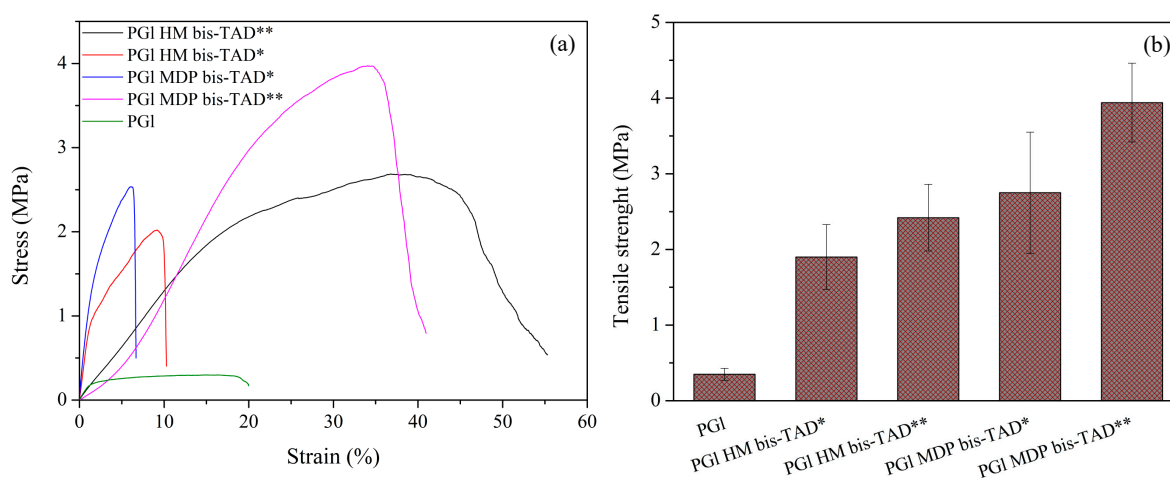 PGl HM bis-TAD**
PGl HM bis-TAD*
PGl MDP bis-TAD*
PGl MDP bis-TAD**
PGl
(a)
4
3
2
1
0
0
10
20
30
40
50
60
Stress (MPa)
Strain (%)
(b)
5
4
3
2
1
0
Tensile strenght (MPa)
PGl
PGl HM bis-TAD*
PGl HM bis-TAD**
PGl MDP bis-TAD*
PGl MDP bis-TAD**